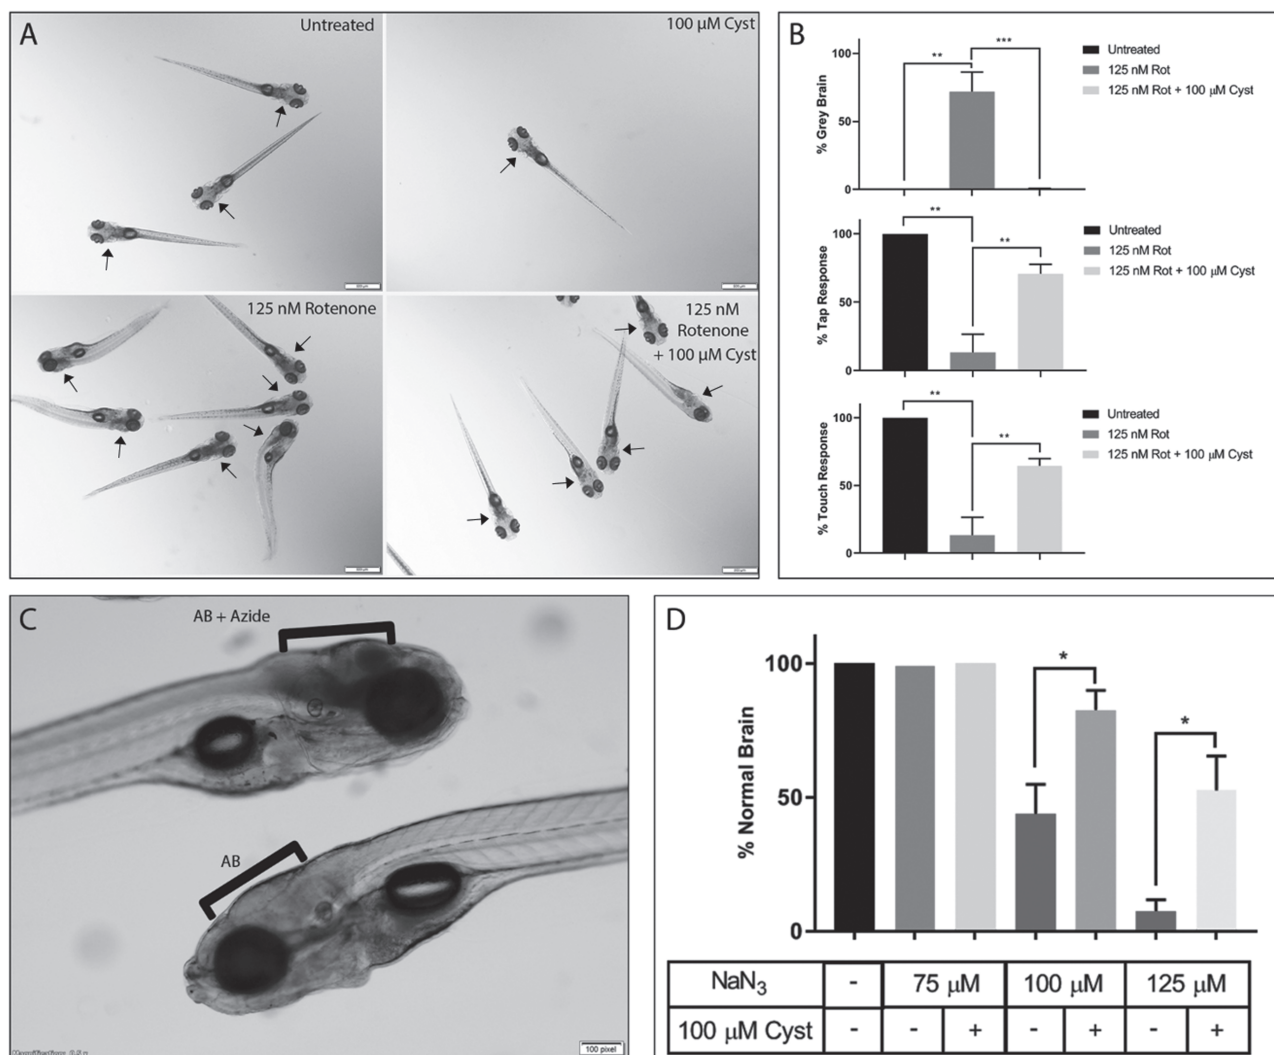 A
Untreated
100 µM Cyst
125 nM Rotenone
125 nM
Rotenone
+ 100 µM Cyst
B
100
50
0
% Grey Brain
**
***
Untreated
125 nM Rot
125 nM Rot + 100 µM Cyst
100
50
0
% Tap Response
**
**
Untreated
125 nM Rot
125 nM Rot + 100 µM Cyst
100
50
0
% Touch Response
**
**
Untreated
125 nM Rot
125 nM Rot + 100 µM Cyst
C
AB + Azide
AB
100 pixel
D
100
50
0
% Normal Brain
*
*
NaN3 - 75 µM 100 µM 125 µM
100 µM Cyst - - + - + - +